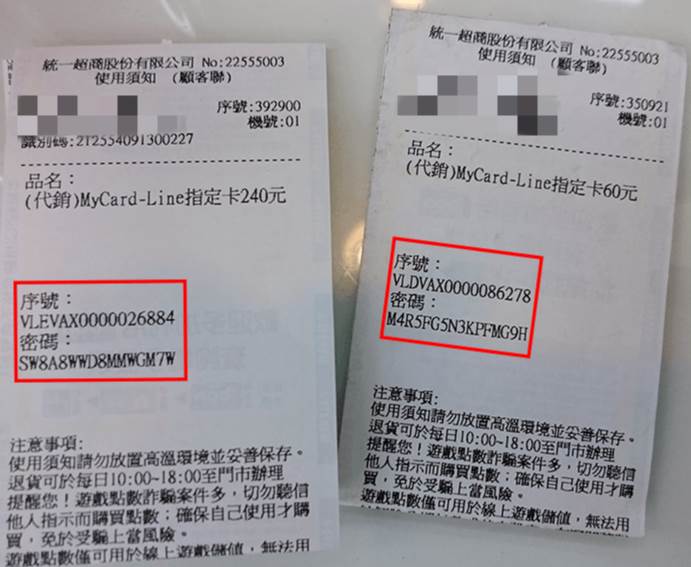 統一超商股份有限公司 No:22555003
使用須知 (顧客聯)
序號:392900
機號:01
識別碼:2T2554091300227
品名：
(代銷)MyCard-Line指定卡240元
序號：
VLEVAX0000026884
密碼：
SW8A8WWD8MMWGM7W
注意事項:
使用須知請勿放置高溫環境並妥善保存。
退貨可於每日10:00~18:00至門市辦理
提醒您！遊戲點數詐騙案件多，切勿聽信
他人指示而購買點數；確保自己使用才購
買，免於受騙上當風險。
遊戲點數僅可用於線上遊戲儲值，無法用
統一超商股份有限公司 No:22555003
使用須知 (顧客聯)
序號:350921
機號:01
品名：
(代銷)MyCard-Line指定卡60元
序號：
VLDVAX0000086278
密碼：
M4R5FG5N3KPFMG9H
注意事項:
使用須知請勿放置高溫環境並妥善保存。
退貨可於每日10:00~18:00至門市辦理
提醒您！遊戲點數詐騙案件多，切勿聽信
他人指示而購買點數；確保自己使用才購
買，免於受騙上當風險。
遊戲點數僅可用於線上遊戲儲值，無法用